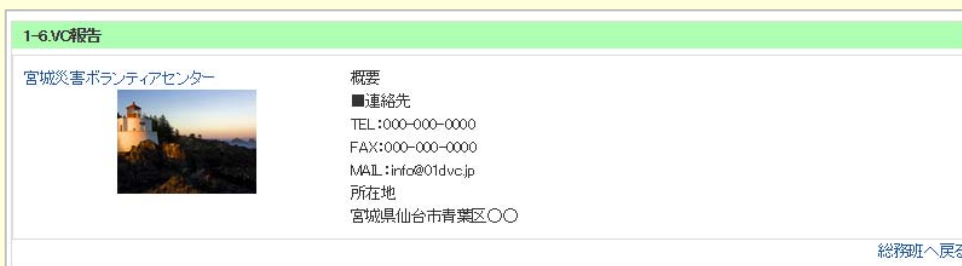 1-6.VC報告
宮城災害ボランティアセンター
概要
■連絡先
TEL：000-000-0000
FAX：000-000-0000
MAIL：info@01dvc.jp
所在地
宮城県仙台市青葉区〇〇
総務班へ戻る